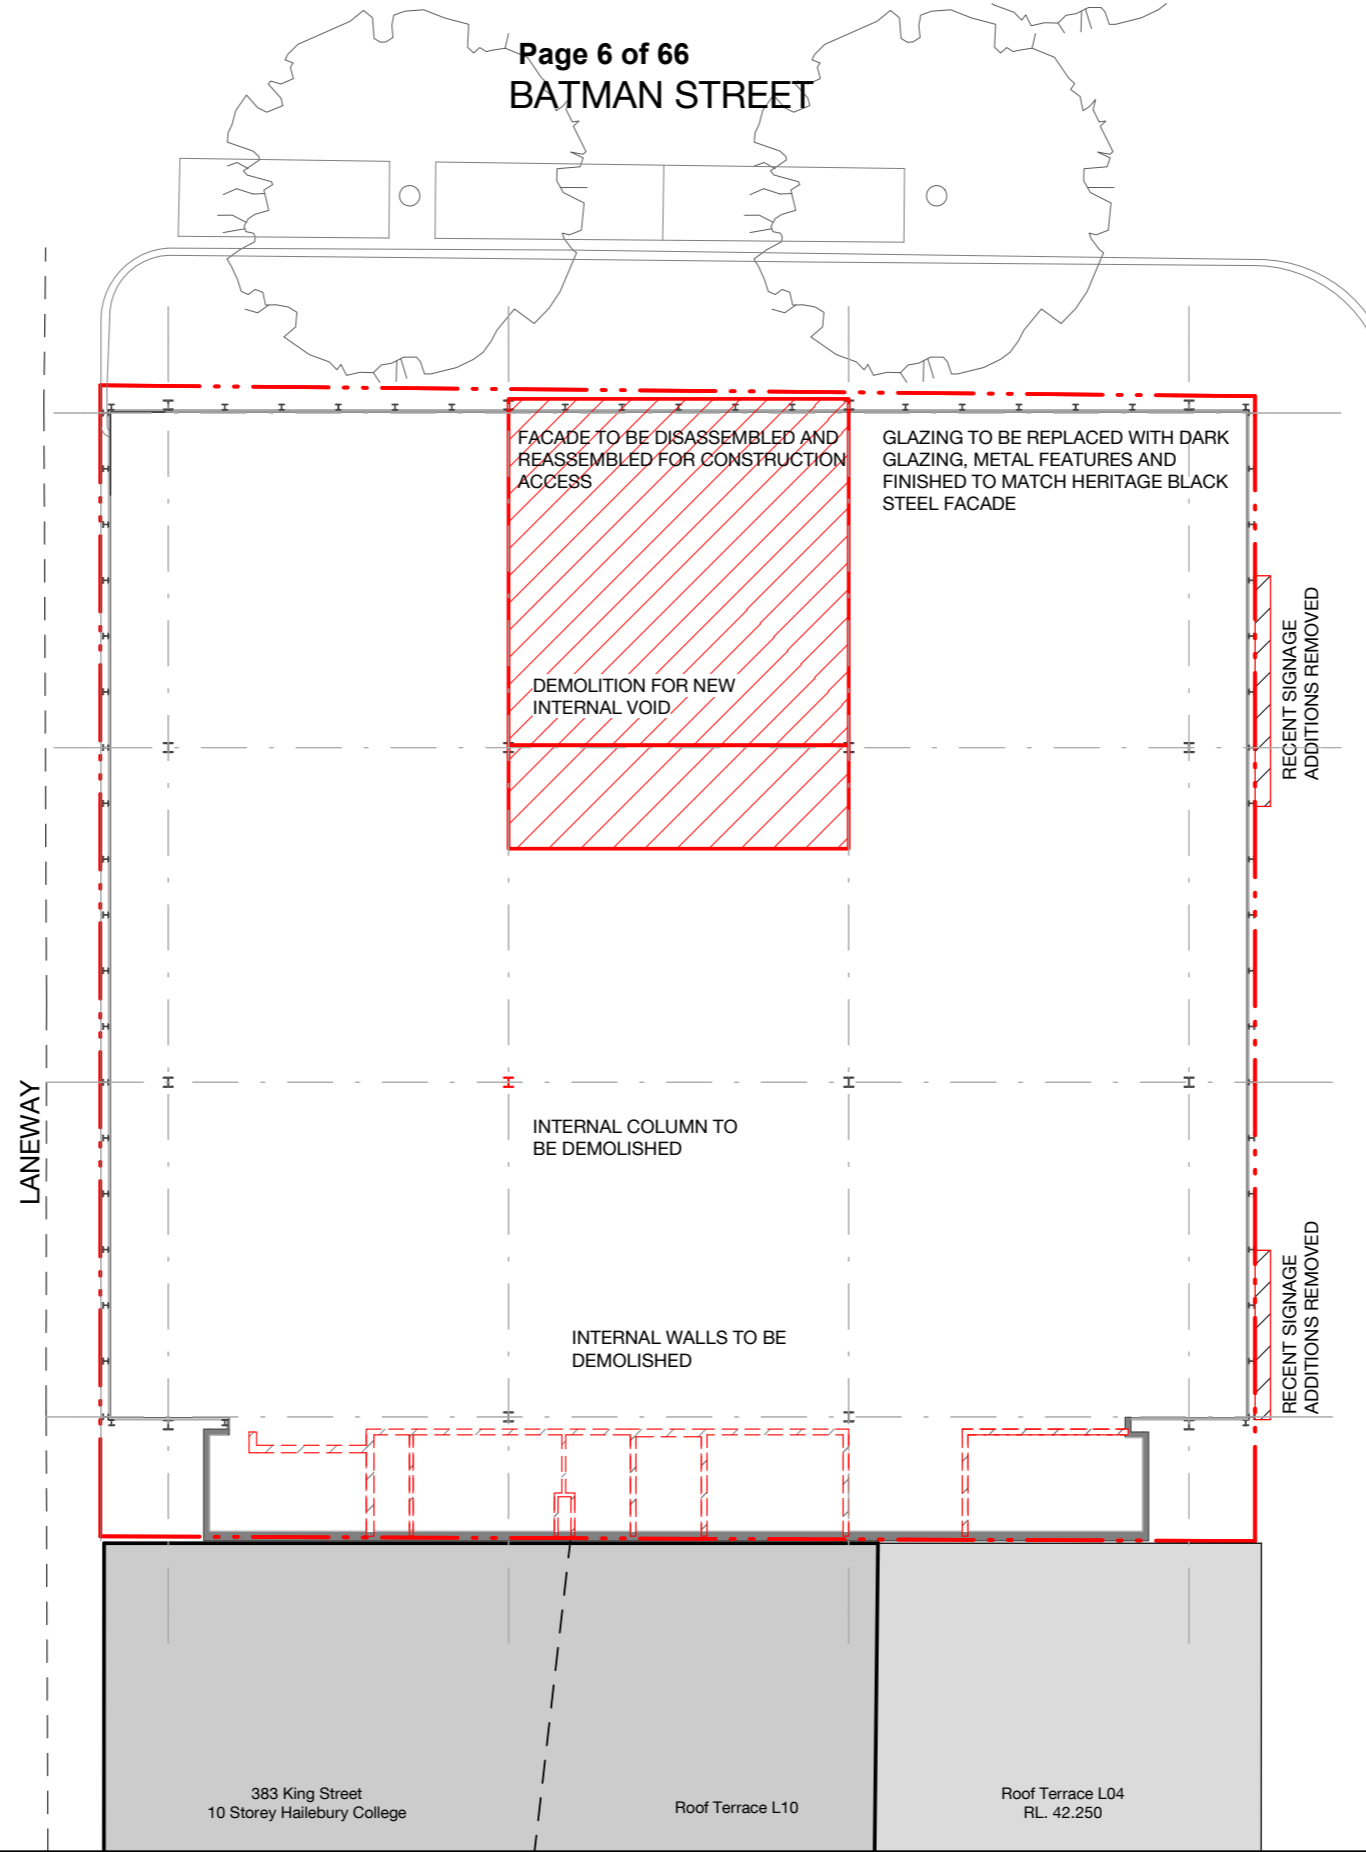 Page 6 of 66
BATMAN STREET
FACADE TO BE DISASSEMBLED AND
REASSEMBLED FOR CONSTRUCTION
ACCESS
GLAZING TO BE REPLACED WITH DARK
GLAZING, METAL FEATURES AND
FINISHED TO MATCH HERITAGE BLACK
STEEL FACADE
RECENT SIGNAGE
ADDITIONS REMOVED
DEMOLITION FOR NEW
INTERNAL VOID
LANEWAY
INTERNAL COLUMN TO
BE DEMOLISHED
RECENT SIGNAGE
ADDITIONS REMOVED
INTERNAL WALLS TO BE
DEMOLISHED
383 King Street
10 Storey Hailebury College
Roof Terrace L10
Roof Terrace L04
RL. 42.250